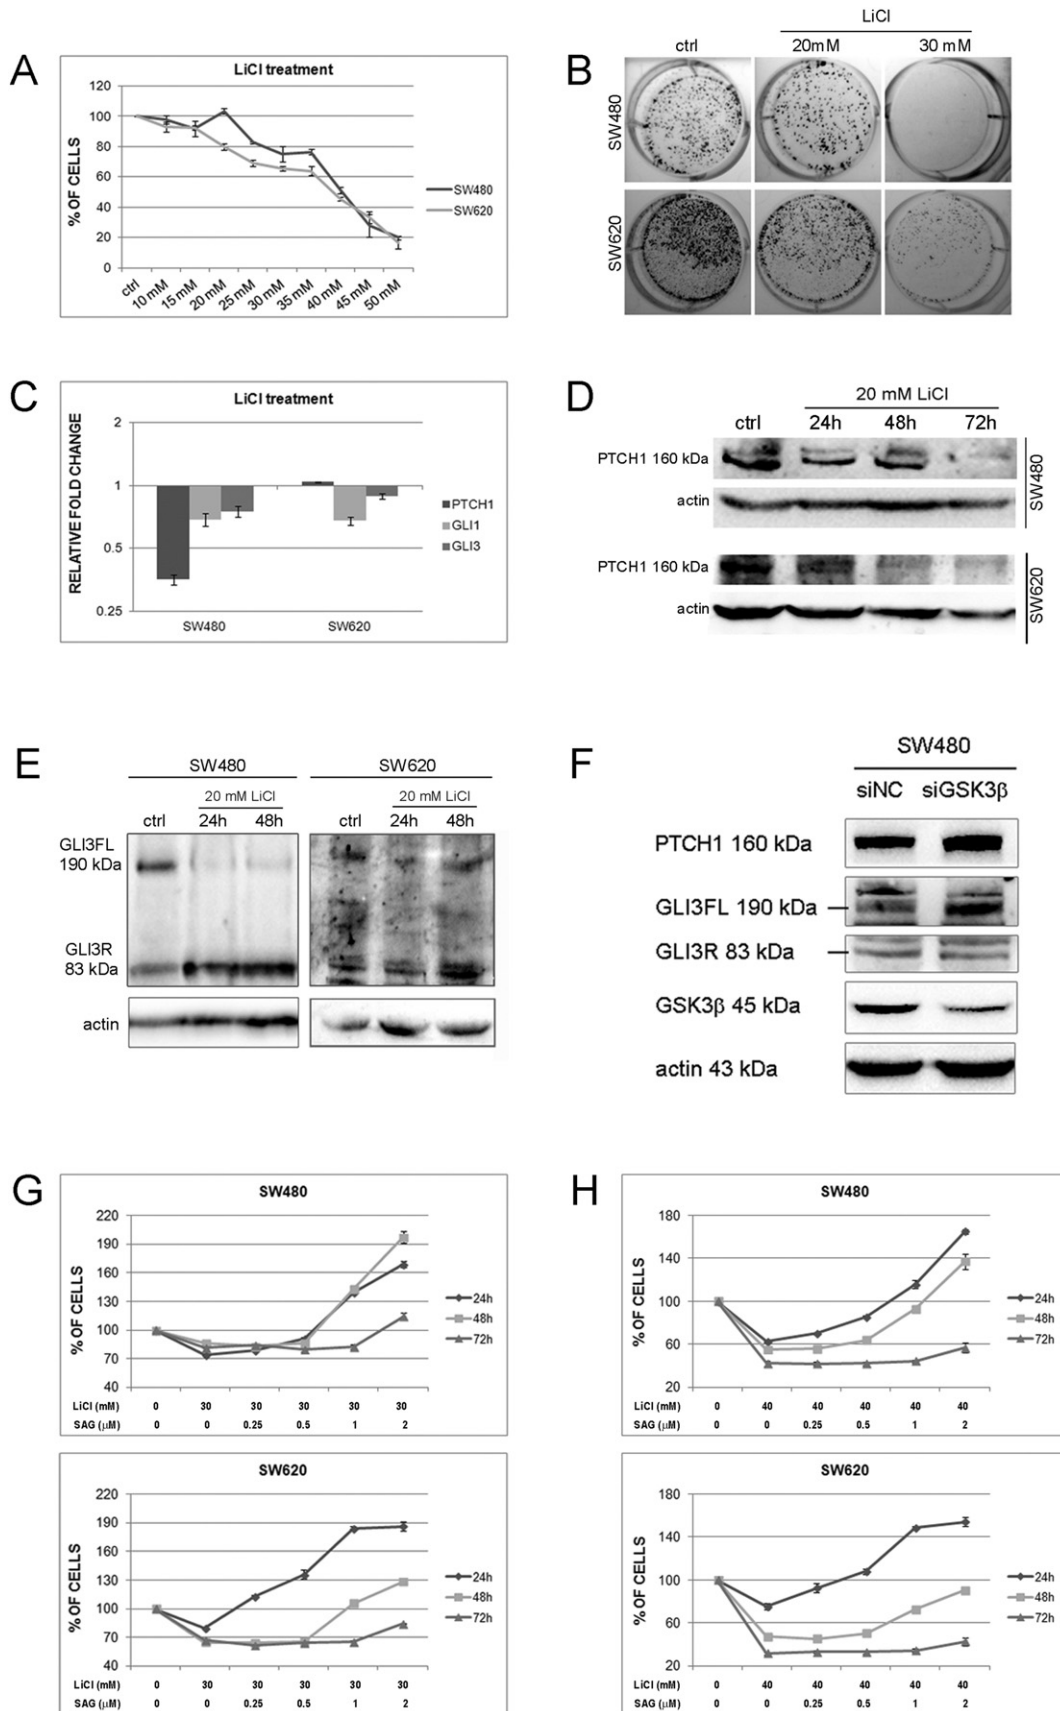 A
LiCl treatment
120
100
80
60
40
20
0
% OF CELLS
ctrl
10 mM
15 mM
20 mM
25 mM
30 mM
35 mM
40 mM
45 mM
50 mM
SW480
SW620
B
LiCl
ctrl
20mM
30 mM
SW480
SW620
C
LiCl treatment
RELATIVE FOLD CHANGE
2
1
0.5
0.25
SW480
SW620
PTCH1
GLI1
GLI3
D
20 mM LiCl
ctrl 24h 48h 72h
PTCH1 160 kDa
actin
SW480
PTCH1 160 kDa
actin
SW620
E
SW480
20 mM LiCl
ctrl 24h 48h
SW620
20 mM LiCl
ctrl 24h 48h
GLI3FL
190 kDa
GLI3R
83 kDa
actin
F
SW480
siNC siGSK3β
PTCH1 160 kDa
GLI3FL 190 kDa
GLI3R 83 kDa
GSK3β 45 kDa
actin 43 kDa
G
SW480
% OF CELLS
220
190
160
130
100
70
40
24h
48h
72h
LiCl (mM) 0 30 30 30 30 30
SAG (μM) 0 0 0.25 0.5 1 2
SW620
% OF CELLS
220
190
160
130
100
70
40
24h
48h
72h
LiCl (mM) 0 30 30 30 30 30
SAG (μM) 0 0 0.25 0.5 1 2
H
SW480
% OF CELLS
180
140
100
60
20
24h
48h
72h
LiCl (mM) 0 40 40 40 40 40
SAG (μM) 0 0 0.25 0.5 1 2
SW620
% OF CELLS
180
140
100
60
20
24h
48h
72h
LiCl (mM) 0 40 40 40 40 40
SAG (μM) 0 0 0.25 0.5 1 2